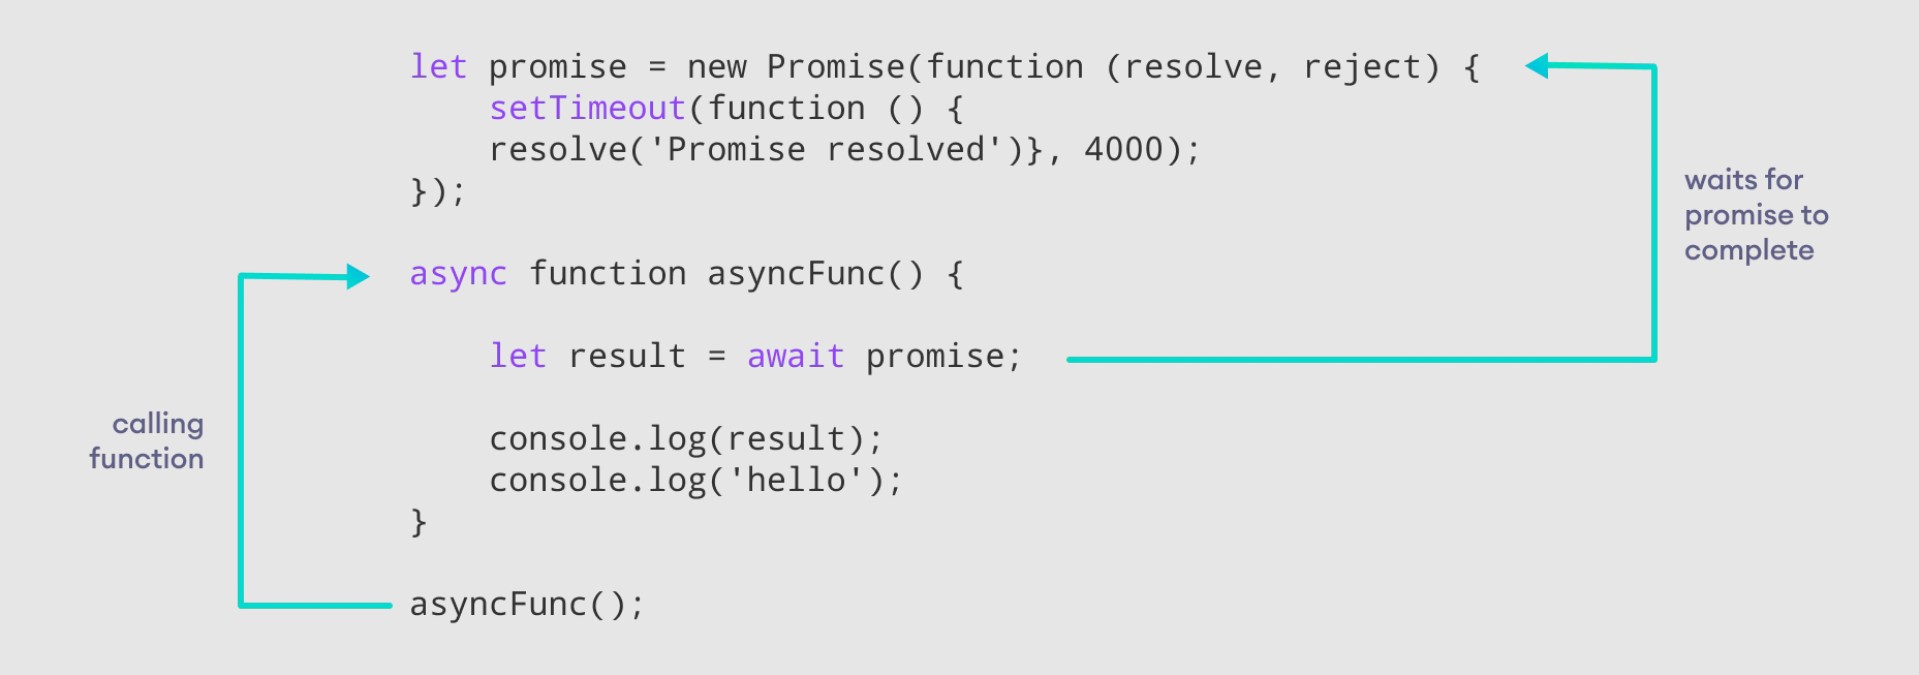 let promise = new Promise(function (resolve, reject) {
    setTimeout(function () {
    resolve('Promise resolved')}, 4000);
});
waits for
promise to
complete
async function asyncFunc() {
    let result = await promise;
calling
function
    console.log(result);
    console.log('hello');
}
asyncFunc();